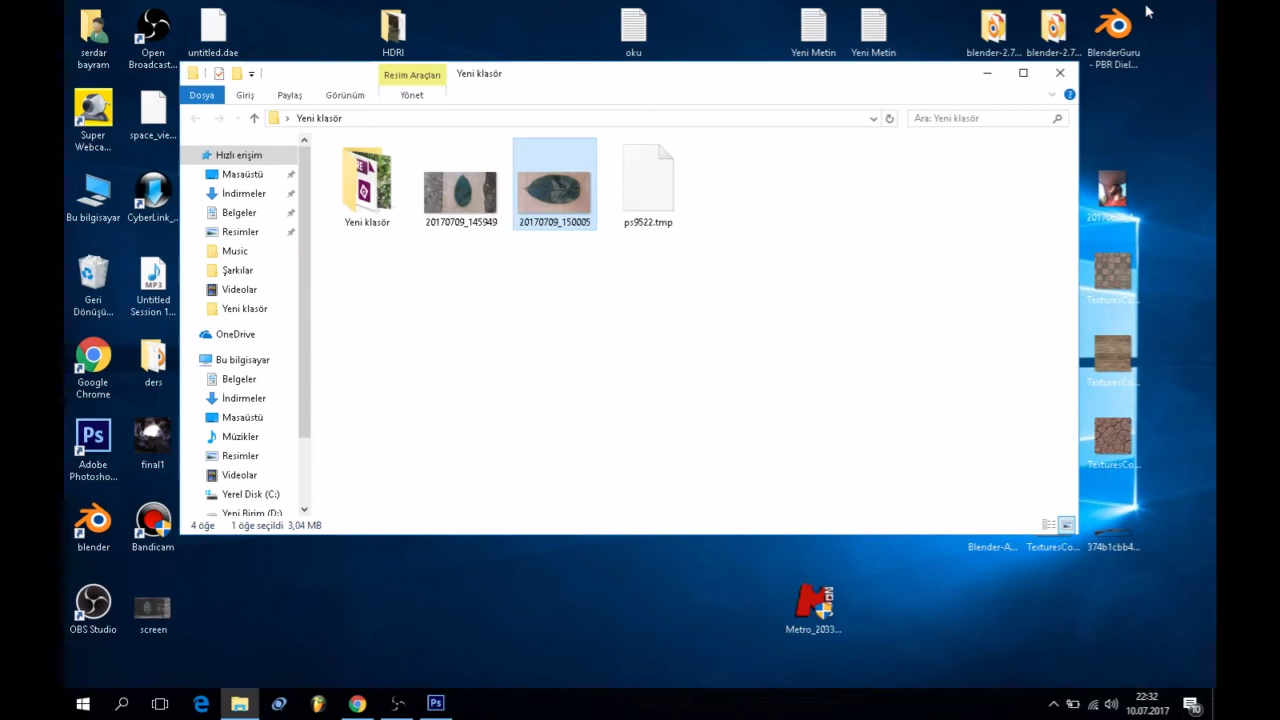 serdar
bayram
Open
Broadcast...
untitled.dae
HDRI
oku
Yeni Metin
Yeni Metin
blender-2.7...
blender-2.7...
BlenderGuru
- PBR Diel...
Resim Araçları
Yeni klasör
Dosya
Giriş
Paylaş
Görünüm
Yönet
Yeni klasör
Ara: Yeni klasör
Super
Webca...
space_vie...
Bu bilgisayar
CyberLink_...
Geri
Dönüşü...
MP3
Untitled
Session 1...
Google
Chrome
ders
Ps
Adobe
Photosho...
final1
blender
Bandicam
OBS Studio
screen
Hızlı erişim
Masaüstü
İndirmeler
Belgeler
Resimler
Music
Şarkılar
Videolar
Yeni klasör
OneDrive
Bu bilgisayar
Belgeler
İndirmeler
Masaüstü
Müzikler
Resimler
Videolar
Yerel Disk (C:)
Yeni Birim (D:)
Yeni klasör
20170709_145949
20170709_150005
ps9522.tmp
4 öğe
1 öğe seçildi
3,04 MB
TexturesCo...
TexturesCo...
TexturesCo...
Blender-A...
TexturesCo...
374b1cbb4...
Metro_2033...
Ps
22:32
10.07.2017
10